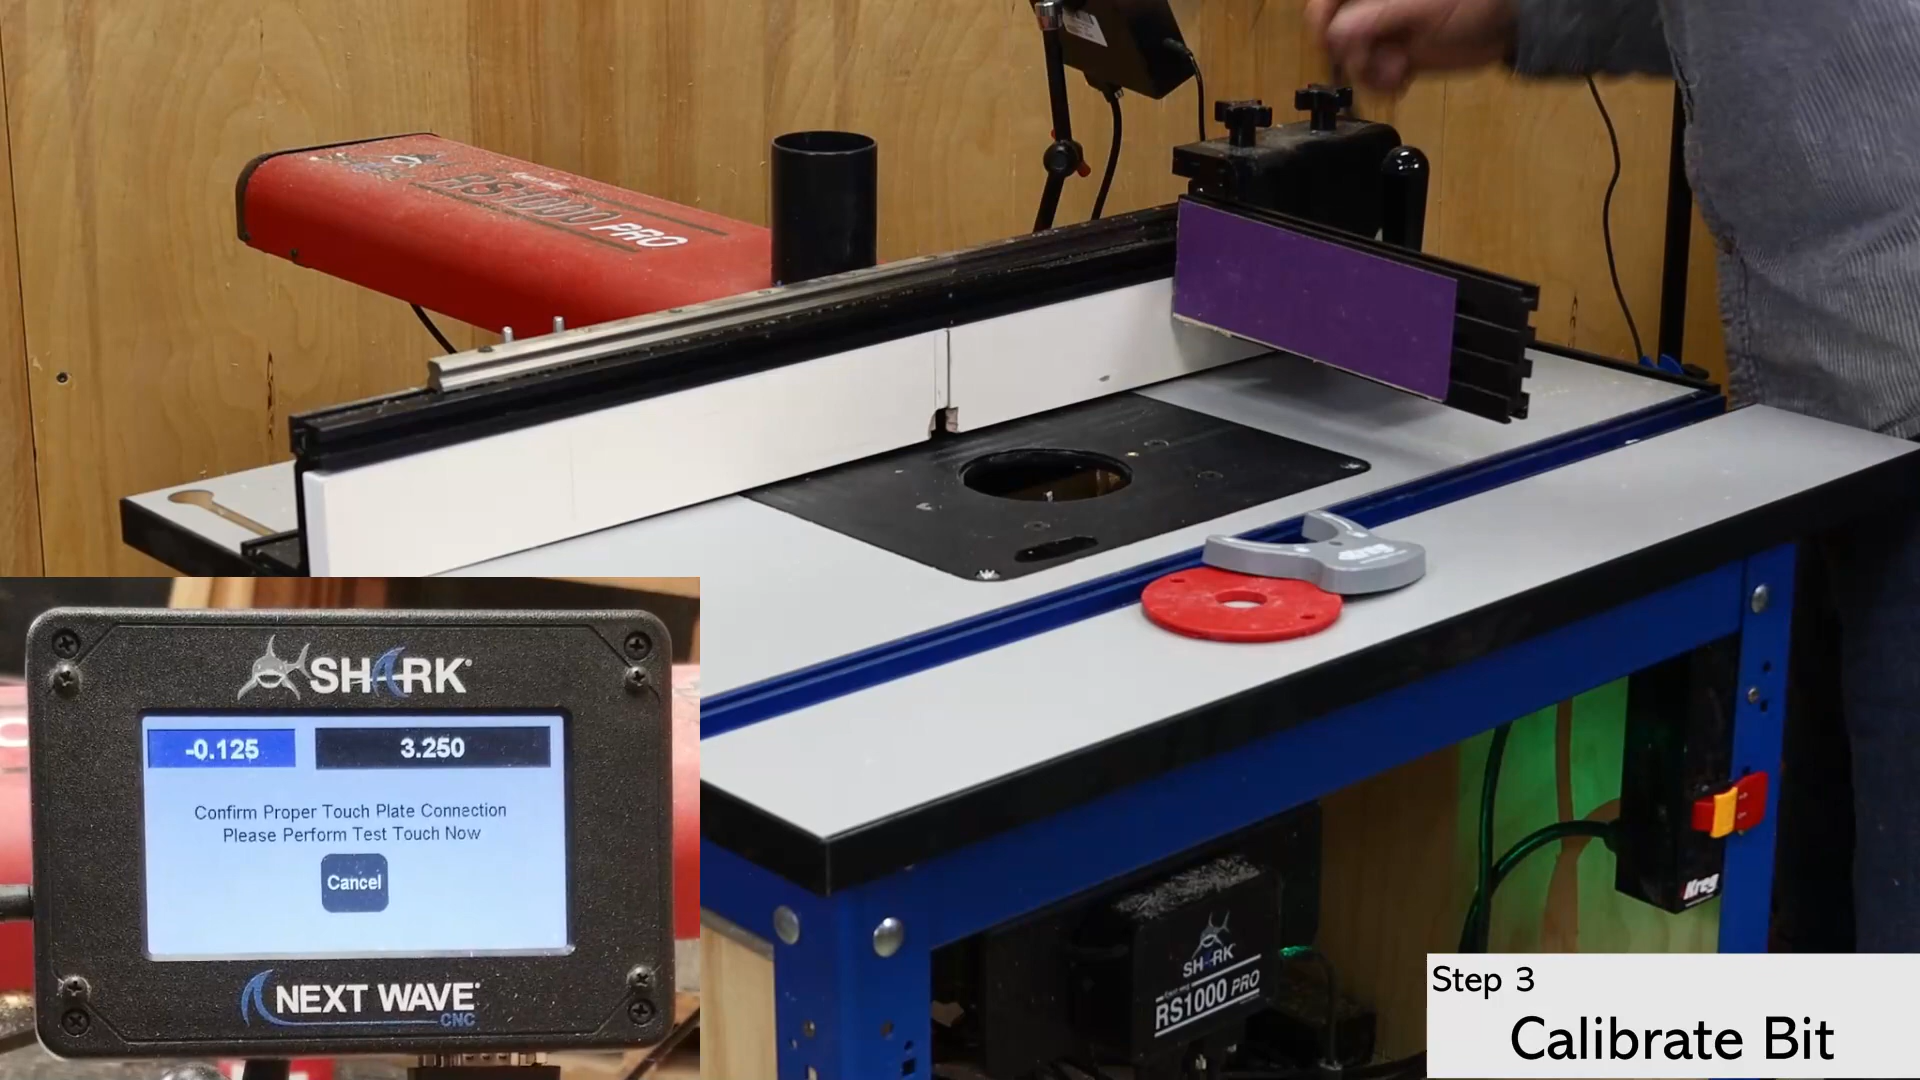 RS1000 PRO
SHARK
-0.125
3.250
Confirm Proper Touch Plate Connection
Please Perform Test Touch Now
Cancel
NEXT WAVE
CNC
SHARK
RS1000 PRO
Kreg
Kreg
Step 3
Calibrate Bit